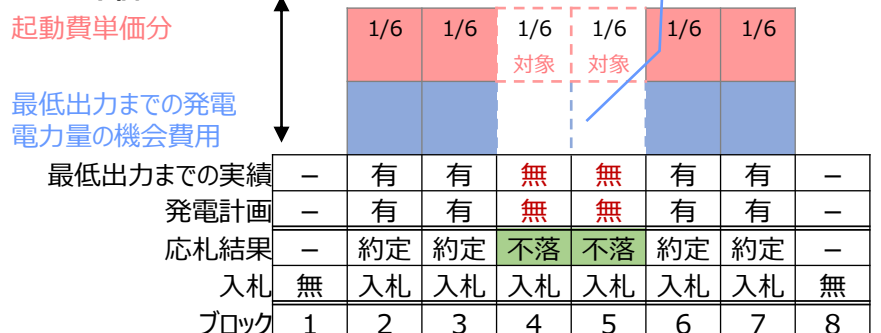 起動費単価分
1/6 1/6 1/6 1/6 1/6 1/6
対象 対象
最低出力までの発電
電力量の機会費用
最低出力までの実績 – 有 有 無 無 有 有 –
発電計画 – 有 有 無 無 有 有 –
応札結果 – 約定 約定 不落 不落 約定 約定 –
入札 無 入札 入札 入札 入札 入札 入札 無
ブロック 1 2 3 4 5 6 7 8